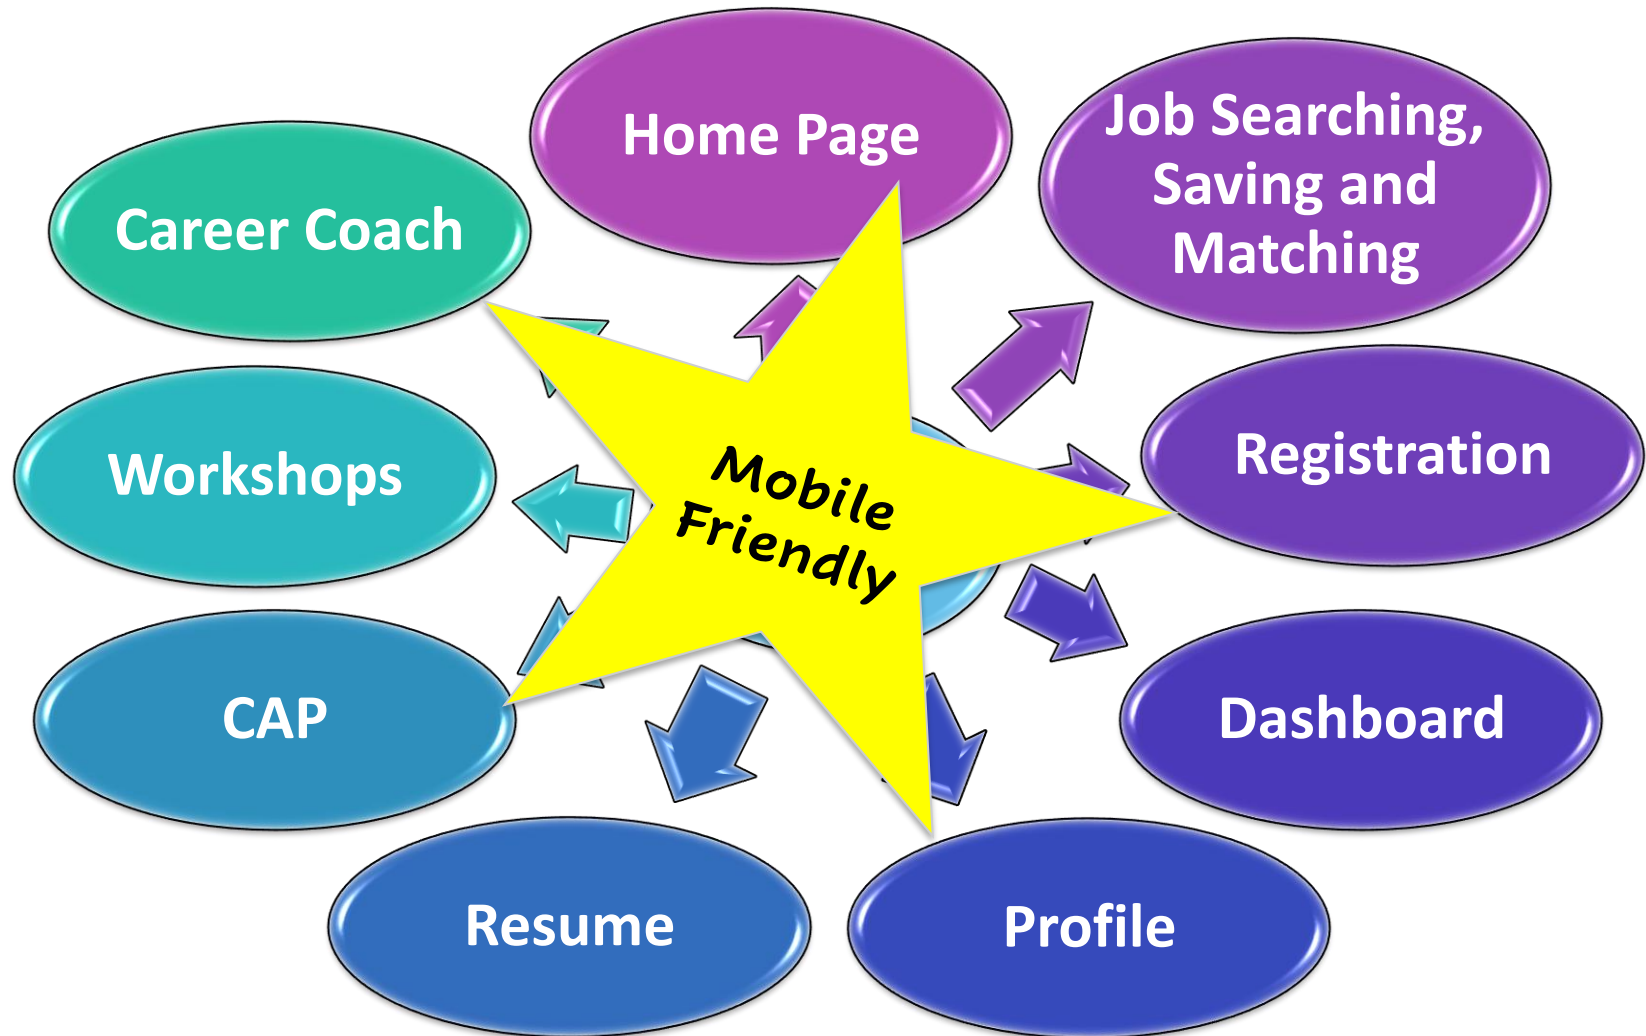 Home Page
Job Searching,
Saving and
Matching
Career Coach
Registration
Workshops
Mobile
Friendly
CAP
Dashboard
Resume
Profile